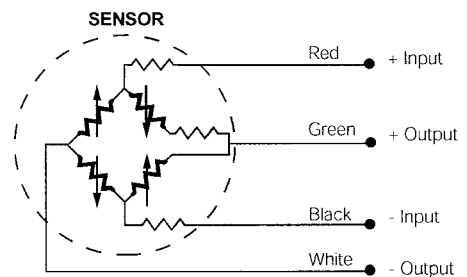 SENSOR
Red + Input
Green + Output
Black - Input
White - Output